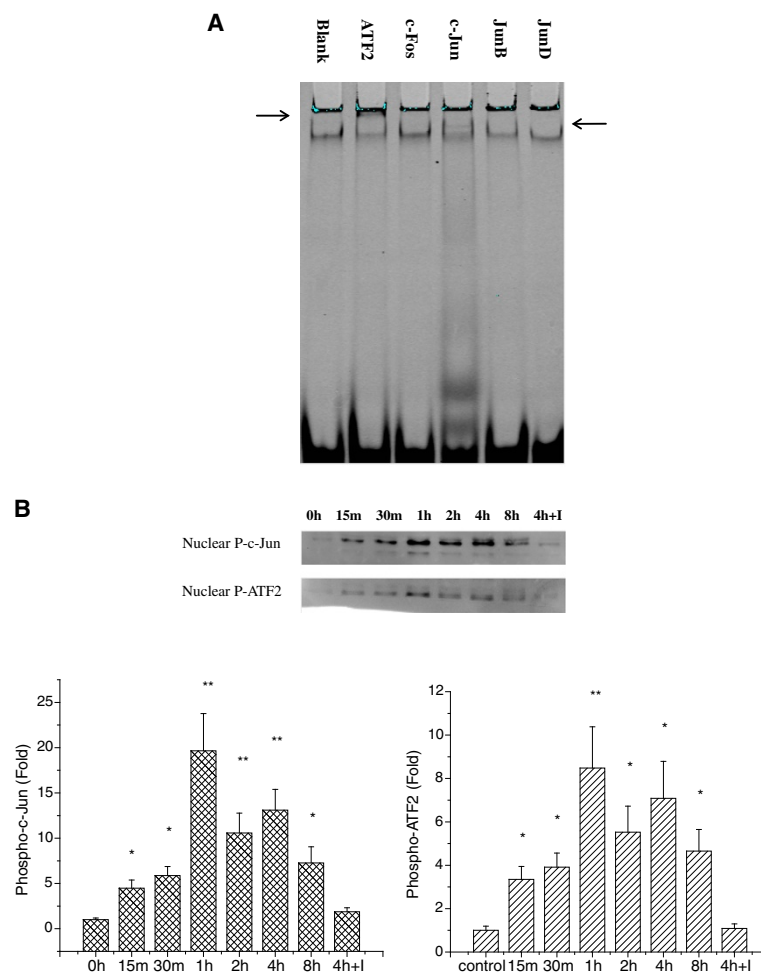 A
Blank ATF2 c-Fos c-Jun JunB JunD
B
0h 15m 30m 1h 2h 4h 8h 4h+I
Nuclear P-c-Jun
Nuclear P-ATF2
Phospho-c-Jun (Fold)
25
20
15
10
5
0
** ** ** * * *
0h 15m 30m 1h 2h 4h 8h 4h+I
Phospho-ATF2 (Fold)
12
10
8
6
4
2
0
** * * * * *
control 15m 30m 1h 2h 4h 8h 4h+I